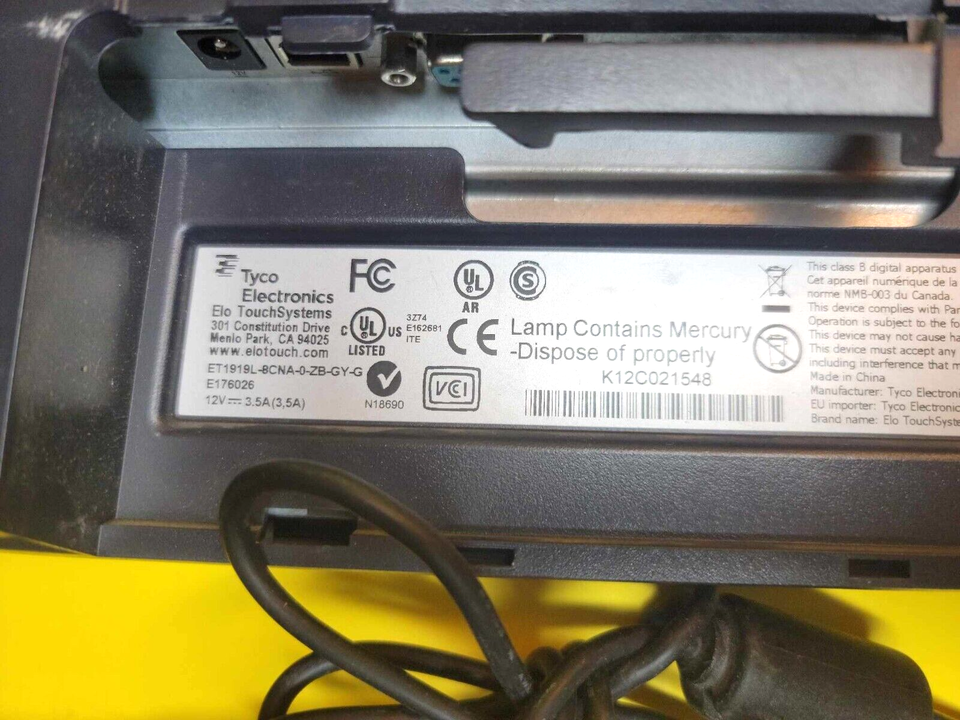 Tyco
Electronics
Elo TouchSystems
301 Constitution Drive
Menlo Park, CA 94025
www.elotouch.com
ET1919L-8CNA-0-ZB-GY-G
E176026
12V⎓ 3.5A(3,5A)
FC
C UL US
LISTED
3Z74
E162681
ITE
N18690
UL
AR
S
CE
VCI
Lamp Contains Mercury
-Dispose of properly
K12C021548
This class B digital apparatus
Cet appareil numérique de la
norme NMB-003 du Canada.
This device complies with Par
Operation is subject to the fo
This device may not cause ha
This device must accept any
including interference that m
Made in China
Manufacturer: Tyco Electroni
EU importer: Tyco Electronic
Brand name: Elo TouchSyste